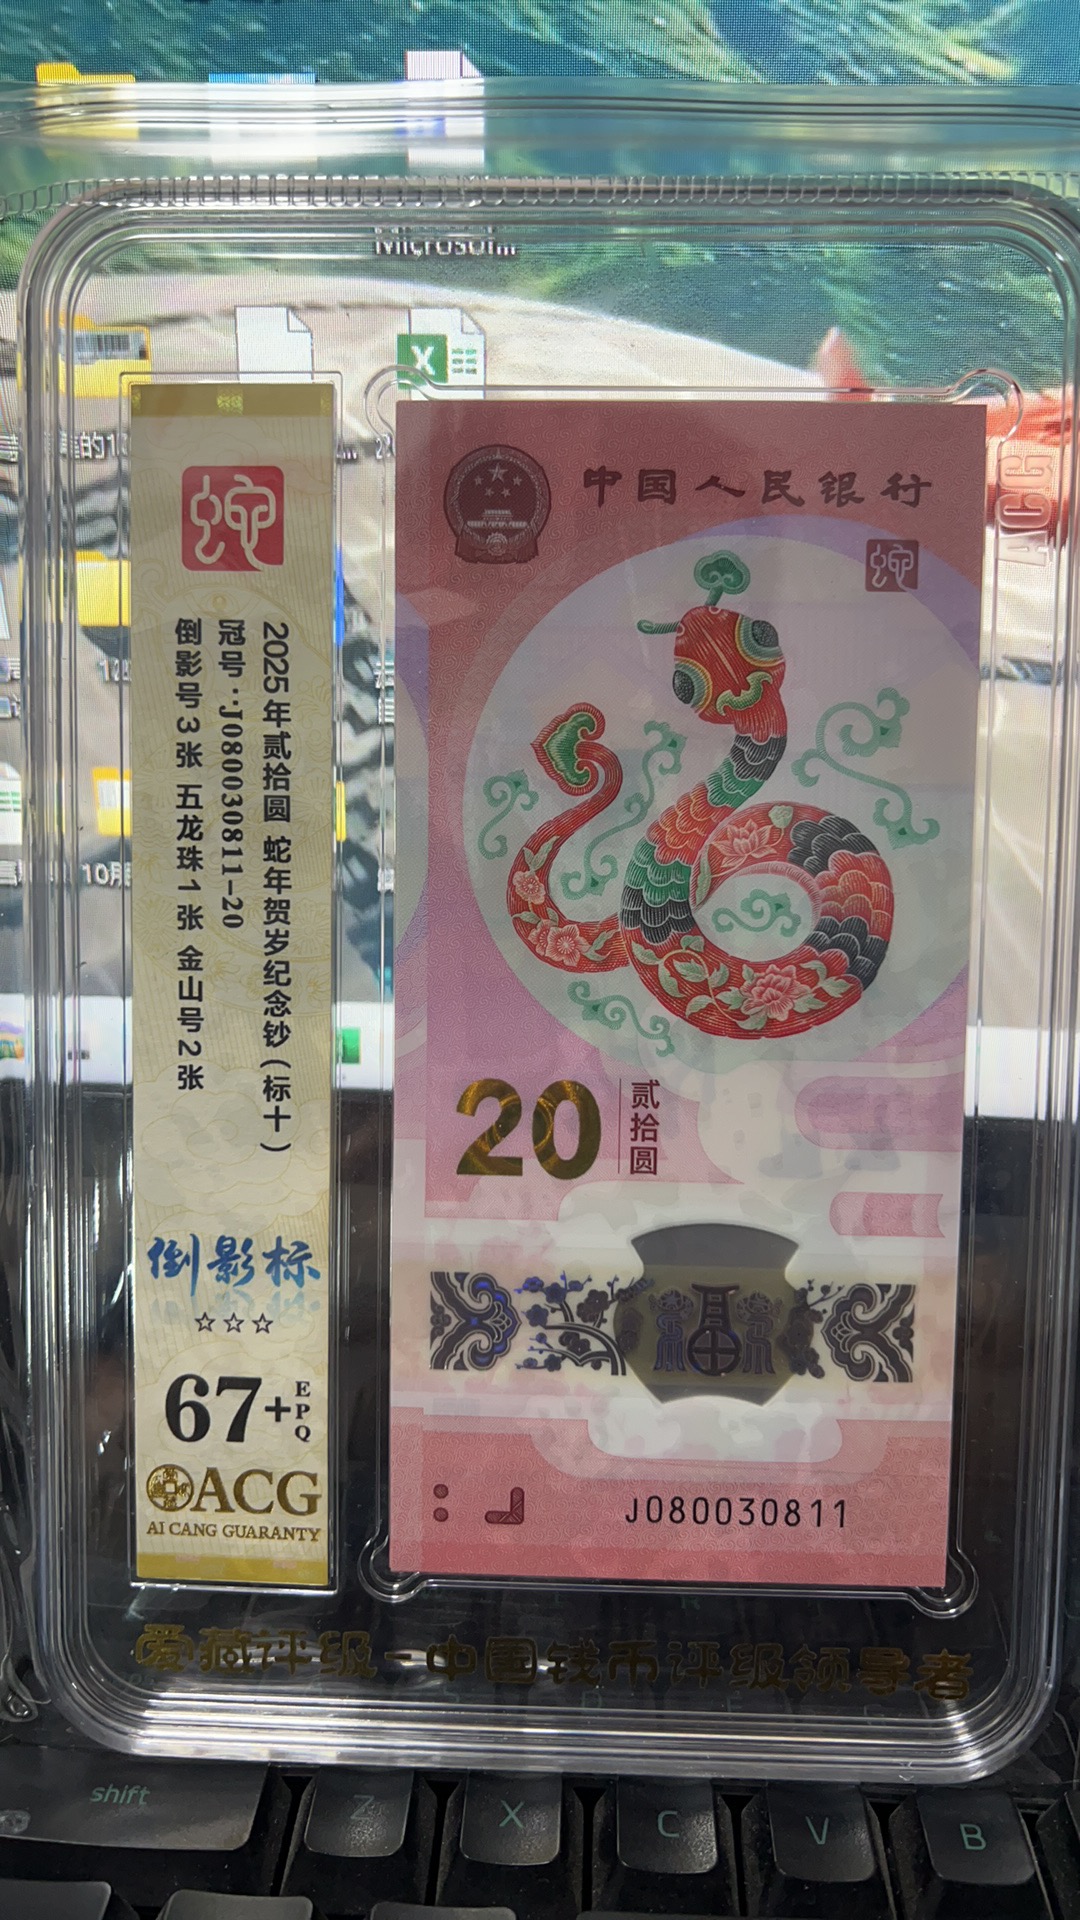 Microsof...
X
蛇
2025年贰拾圆 蛇年贺岁纪念钞(标十)
冠号:J080030811-20
倒影号3张 五龙珠1张 金山号2张
倒影标
☆☆☆
67+EPQ
ACG
AI CANG GUARANTY
中国人民银行
蛇
20 贰拾圆
J080030811
ACG
爱藏评级-中国钱币评级领导者
shift
Z
X
C
V
B